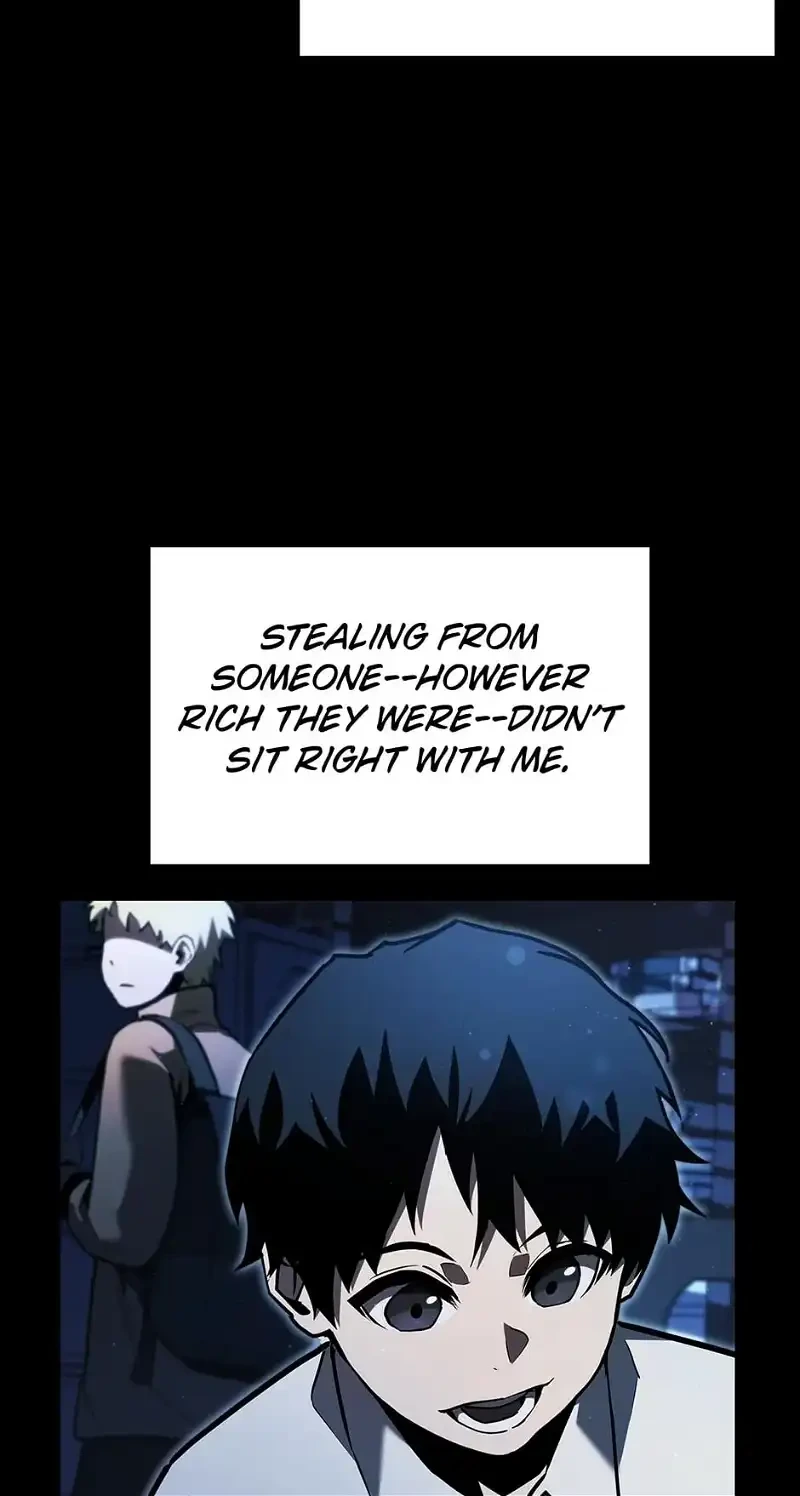 STEALING FROM
SOMEONE--HOWEVER
RICH THEY WERE--DIDN'T
SIT RIGHT WITH ME.